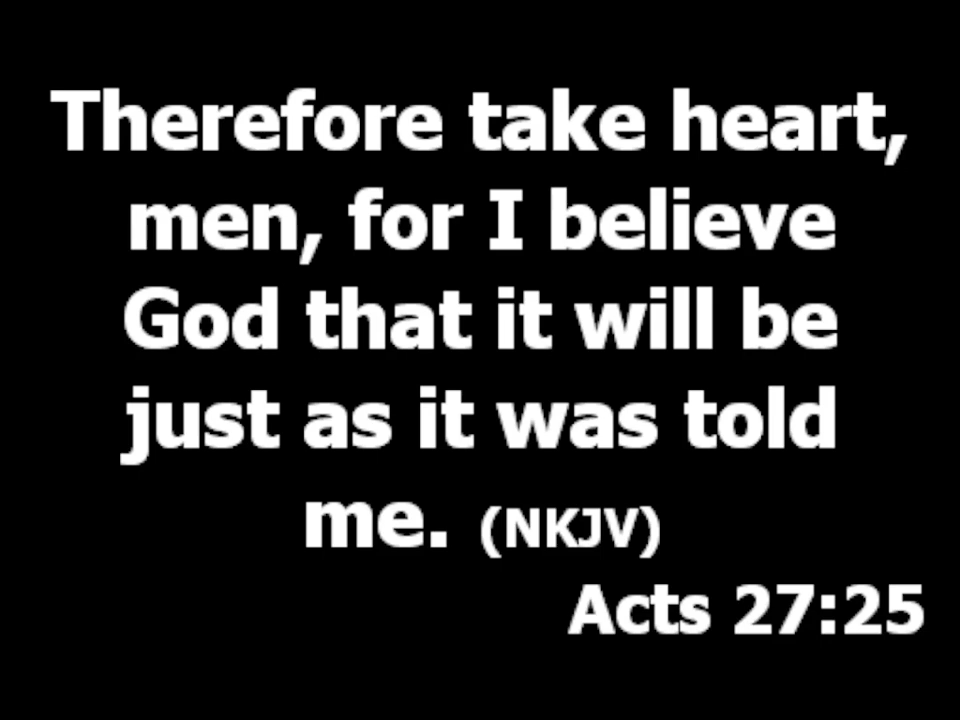 Therefore take heart,
men, for I believe
God that it will be
just as it was told
me. (NKJV)
Acts 27:25